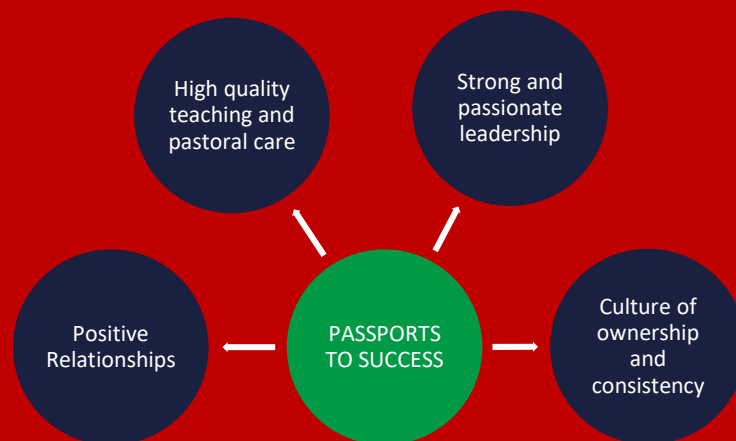 High quality
teaching and
pastoral care
Strong and
passionate
leadership
Positive
Relationships
PASSPORTS
TO SUCCESS
Culture of
ownership
and
consistency